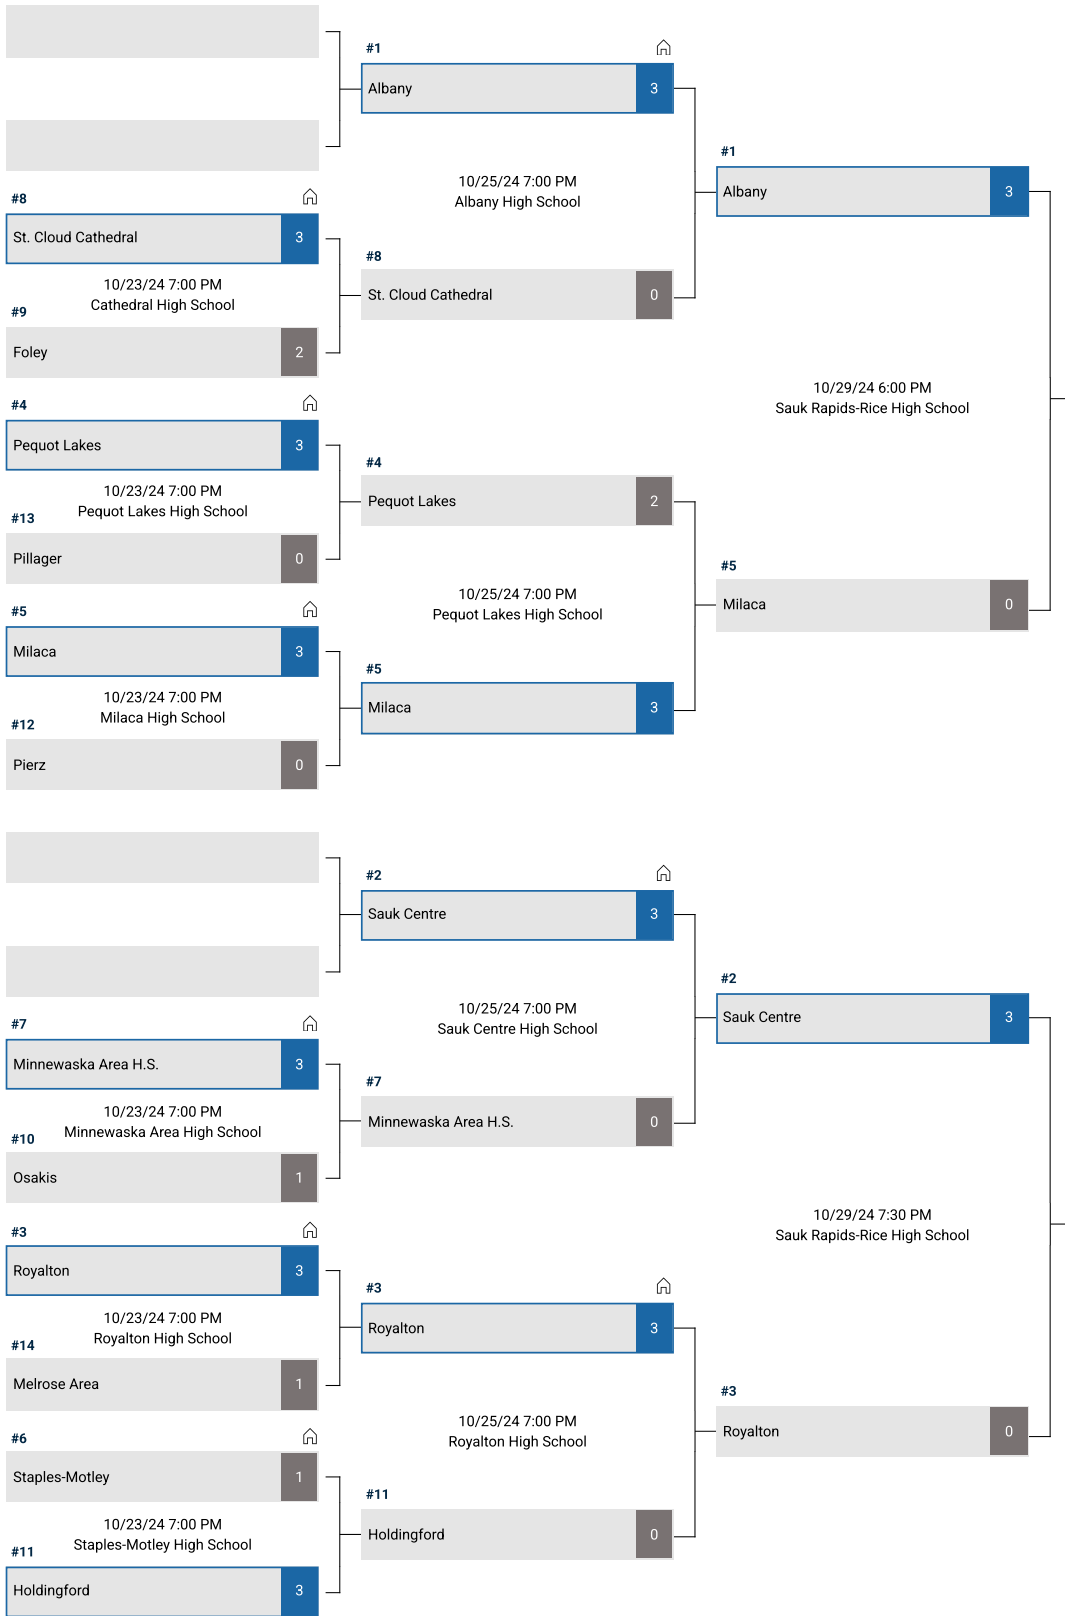 #1
Albany
3
10/25/24 7:00 PM
Albany High School
#1
Albany
3
#8
St. Cloud Cathedral
3
10/23/24 7:00 PM
Cathedral High School
#9
Foley
2
#8
St. Cloud Cathedral
0
10/29/24 6:00 PM
Sauk Rapids-Rice High School
#4
Pequot Lakes
3
10/23/24 7:00 PM
Pequot Lakes High School
#13
Pillager
0
#4
Pequot Lakes
2
10/25/24 7:00 PM
Pequot Lakes High School
#5
Milaca
0
#5
Milaca
3
10/23/24 7:00 PM
Milaca High School
#12
Pierz
0
#5
Milaca
3
#2
Sauk Centre
3
10/25/24 7:00 PM
Sauk Centre High School
#2
Sauk Centre
3
#7
Minnewaska Area H.S.
3
10/23/24 7:00 PM
Minnewaska Area High School
#10
Osakis
1
#7
Minnewaska Area H.S.
0
10/29/24 7:30 PM
Sauk Rapids-Rice High School
#3
Royalton
3
10/23/24 7:00 PM
Royalton High School
#14
Melrose Area
1
#3
Royalton
3
10/25/24 7:00 PM
Royalton High School
#3
Royalton
0
#6
Staples-Motley
1
10/23/24 7:00 PM
Staples-Motley High School
#11
Holdingford
3
#11
Holdingford
0